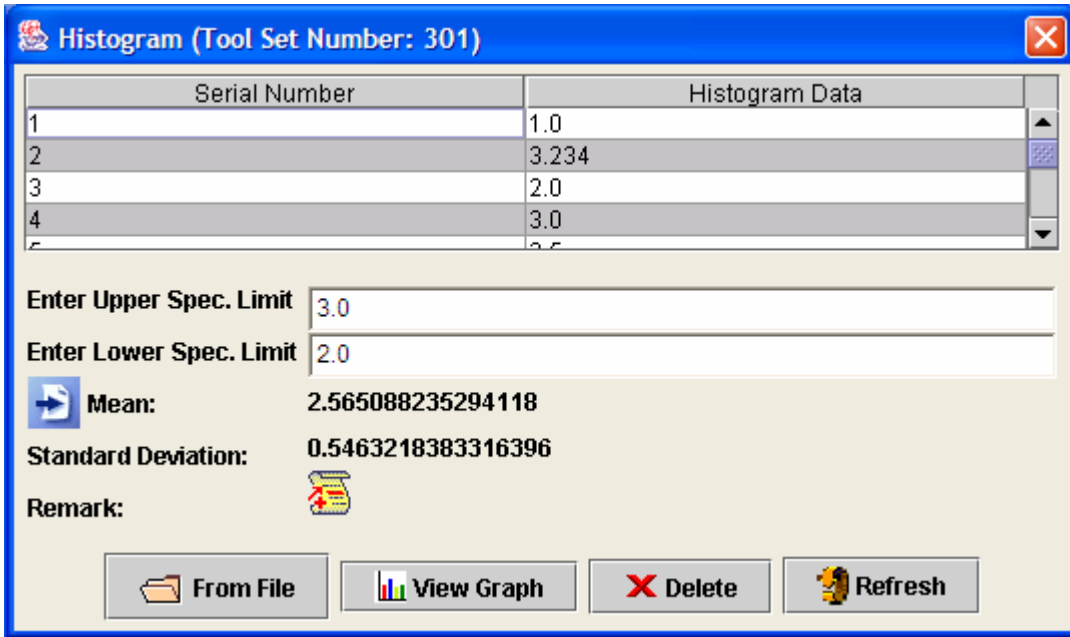 Histogram (Tool Set Number: 301)
Serial Number Histogram Data
1 1.0
2 3.234
3 2.0
4 3.0
Enter Upper Spec. Limit 3.0
Enter Lower Spec. Limit 2.0
Mean: 2.565088235294118
Standard Deviation: 0.5463218383316396
Remark:
From File View Graph Delete Refresh